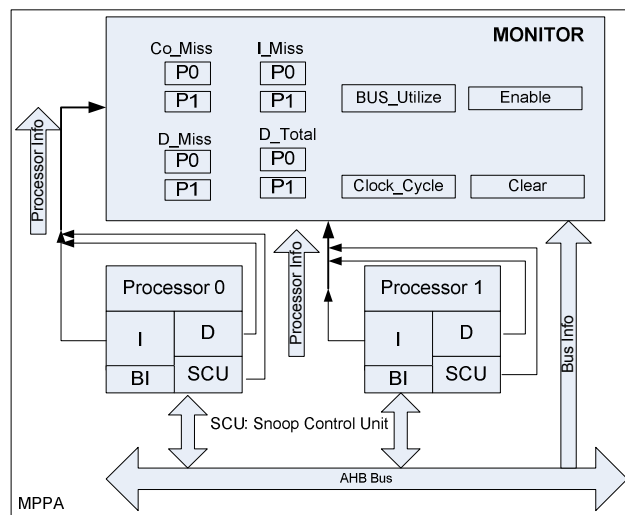 MONITOR
Co_Miss
I_Miss
P0
P0
P1
P1
BUS_Utilize
Enable
D_Miss
D_Total
P0
P0
P1
P1
Clock_Cycle
Clear
Processor Info
Processor Info
Bus Info
Processor 0
I
D
BI
SCU
Processor 1
I
D
BI
SCU
SCU: Snoop Control Unit
AHB Bus
MPPA